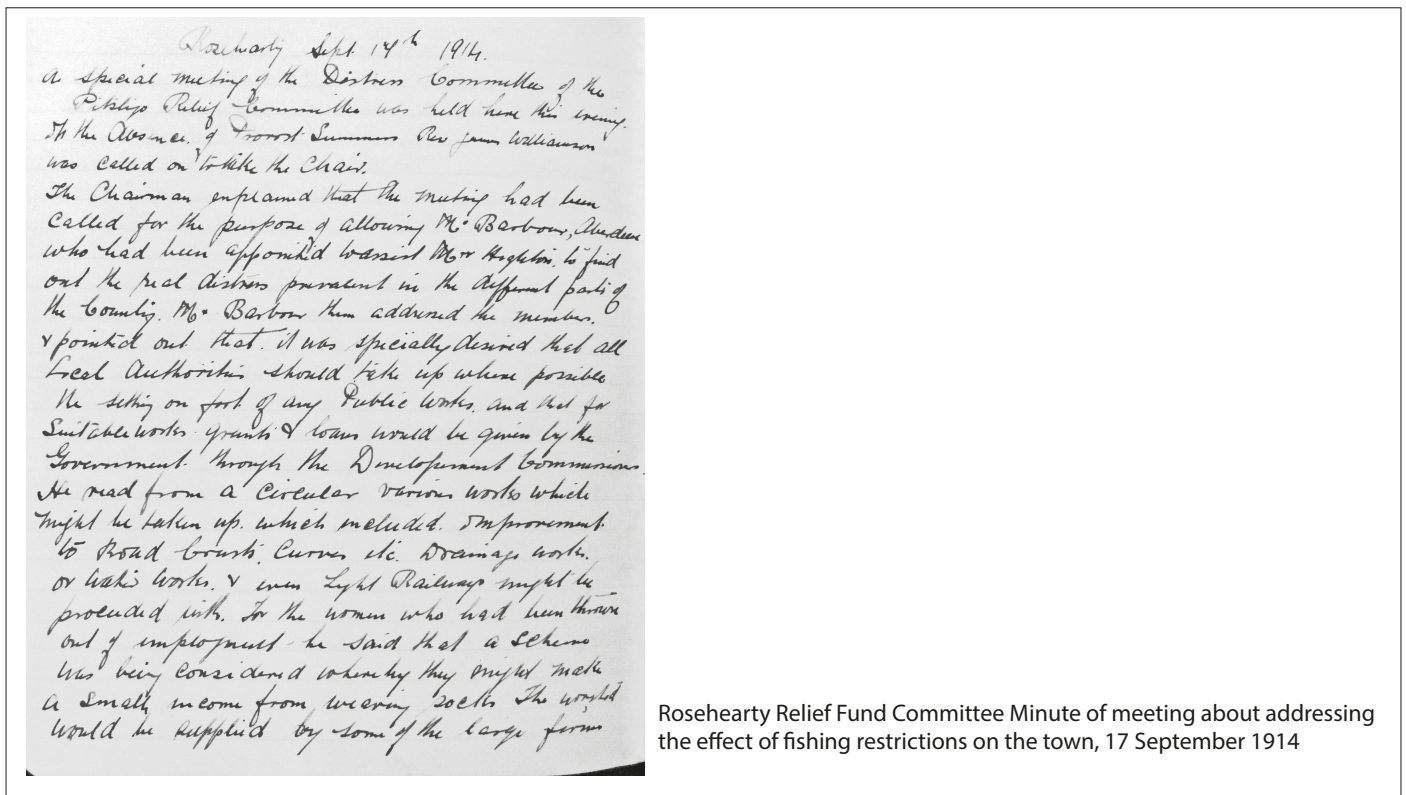 Rosehearty Sept. 17th 1914.
A special meeting of the Distress Committee of the
Pitsligo Relief Committee was held here this evening.
In the Absence of Provost Summers Rev James Williamson
was called on to take the Chair.
The Chairman explained that the meeting had been
called for the purpose of allowing Mr Barbour, Aberdeen
who had been appointed to assist Mr Hogleton, to find
out the real distress prevalent in the different parts of
the County. Mr Barbour then addressed the members.
& pointed out that it was specially desired that all
Local Authorities should take up where possible
the setting on foot of any Public Works, and that for
Suitable works grants & loans would be given by the
Government through the Development Commissions.
He read from a Circular various works which
might be taken up. which included. Improvement
to Road Crusts, Curves etc. Drainage works.
or Water Works. & even Light Railways might be
proceeded with. For the women who had been thrown
out of employment he said that a Scheme
was being considered whereby they might make
a small income from weaving socks The worsted
would be supplied by some of the large firms
Rosehearty Relief Fund Committee Minute of meeting about addressing
the effect of fishing restrictions on the town, 17 September 1914